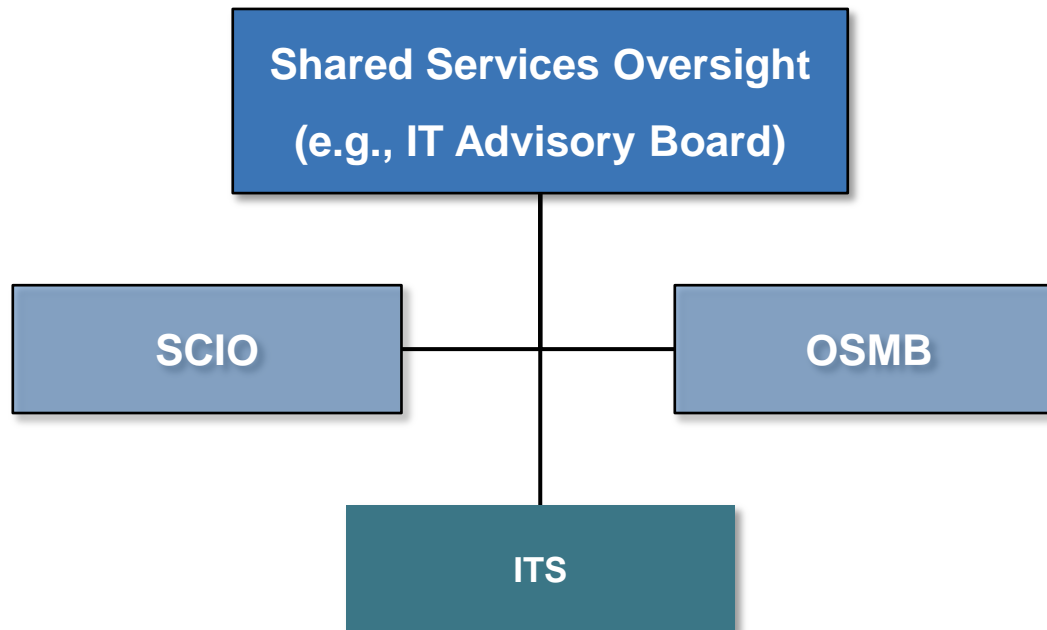 Shared Services Oversight
(e.g., IT Advisory Board)
SCIO
OSMB
ITS